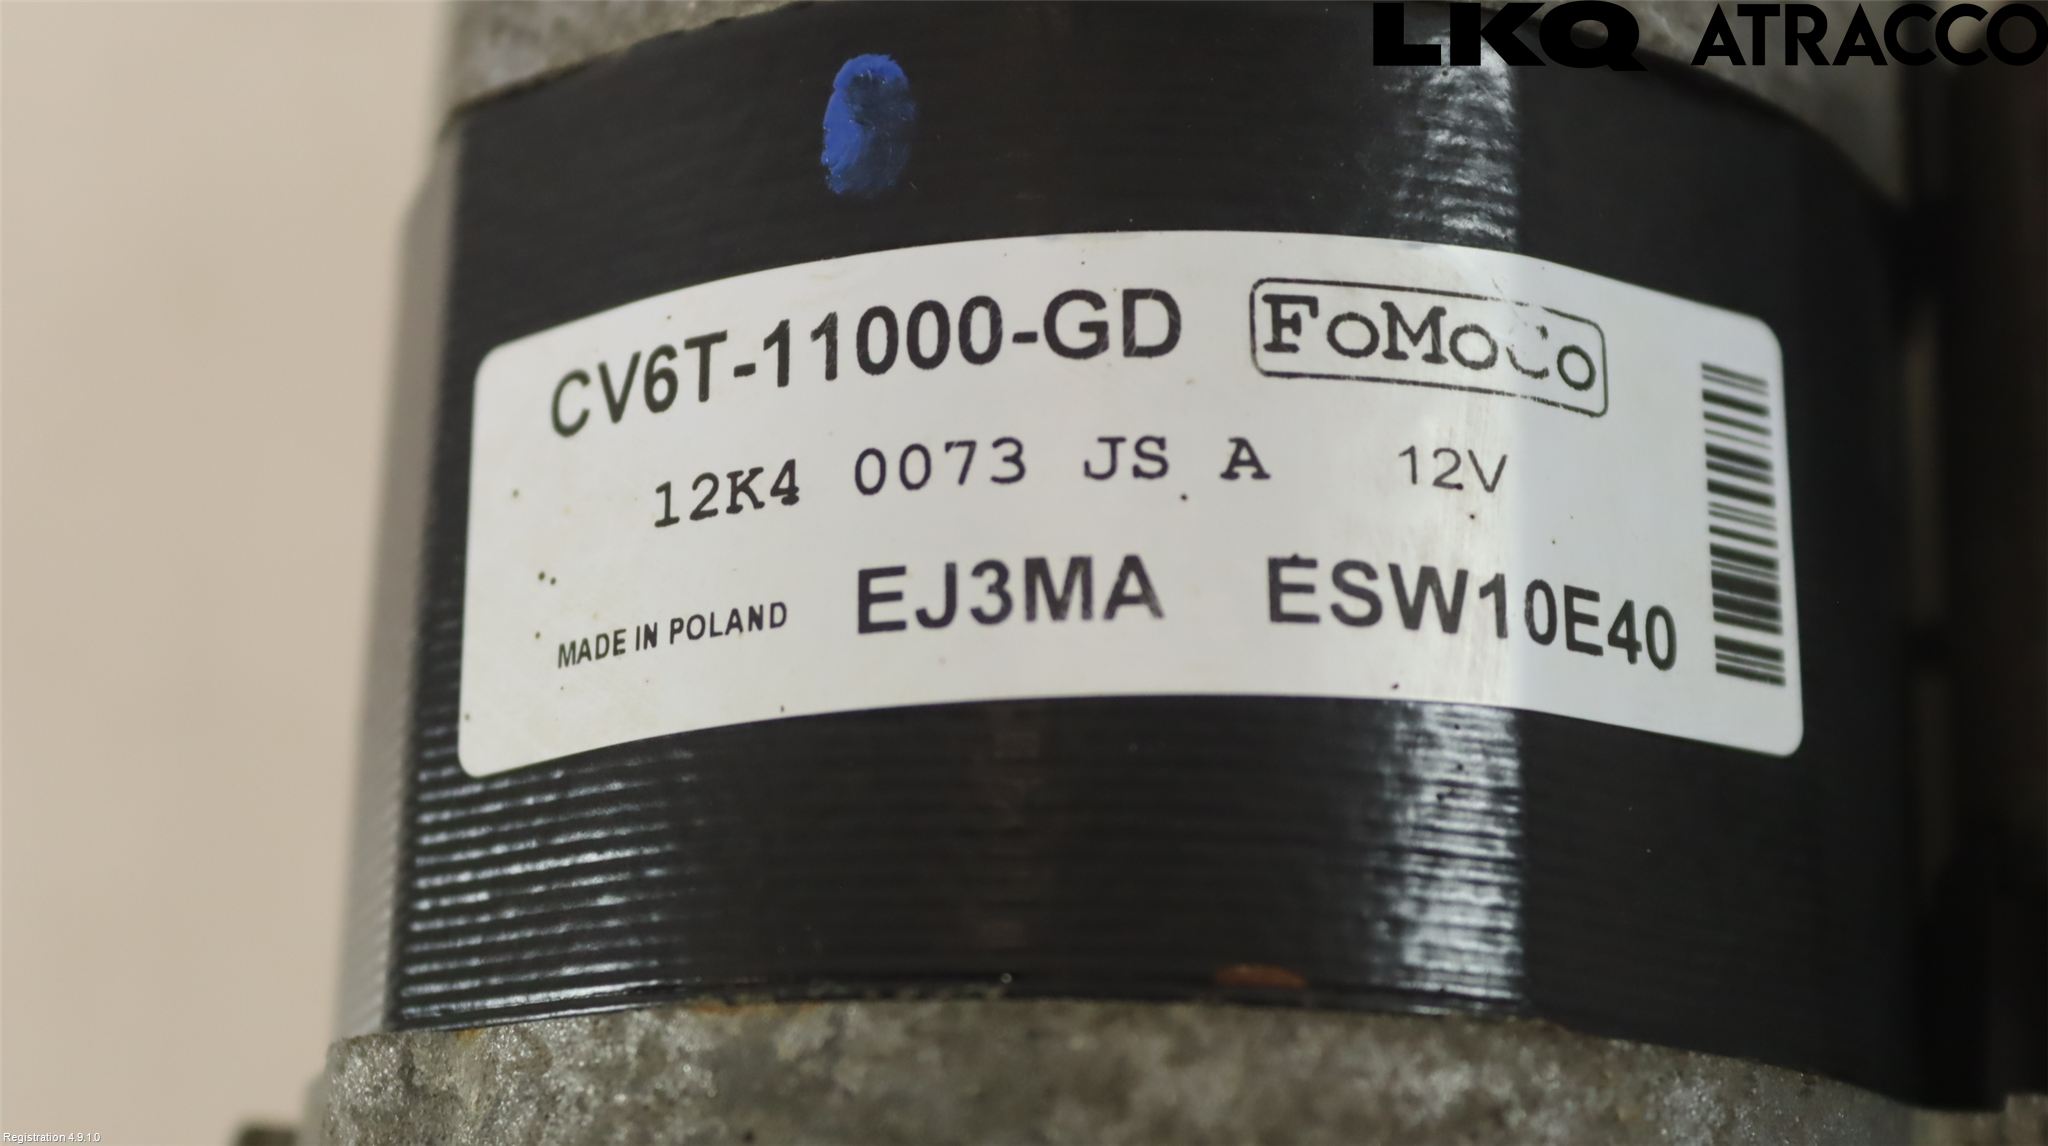 LKQ ATRACCO
CV6T-11000-GD FoMoCo
12K4 0073 JS A 12V
MADE IN POLAND EJ3MA ESW10E40
Registration 4.9.1.0